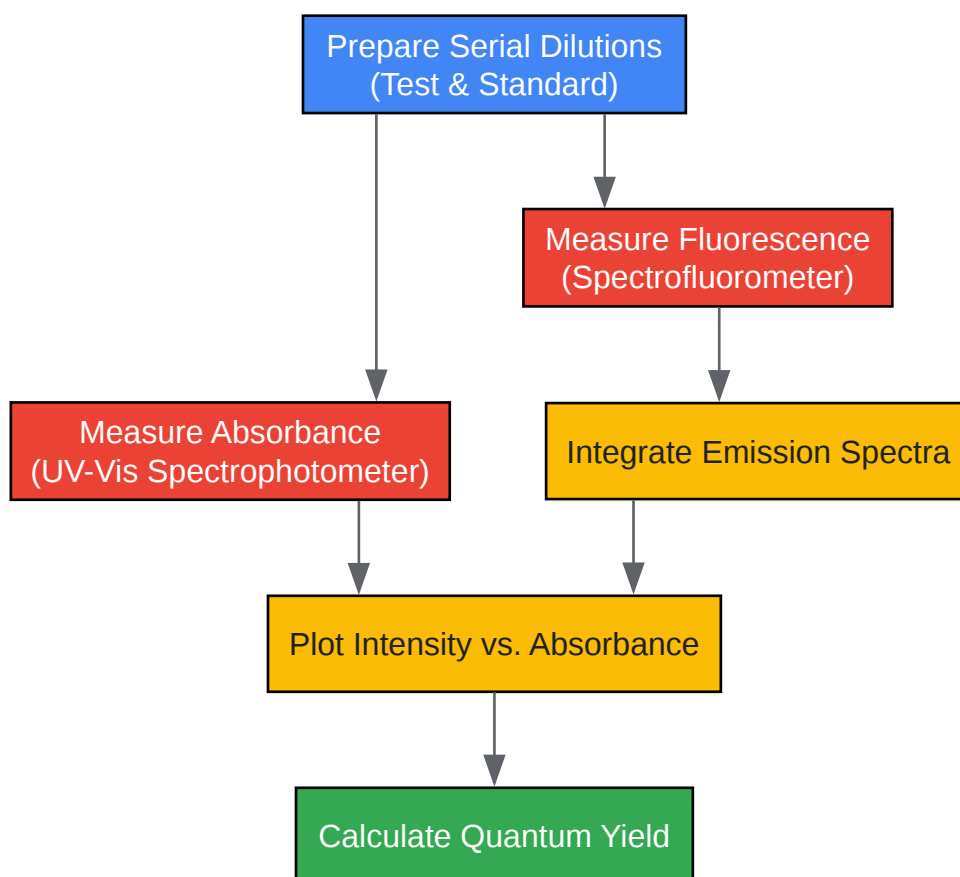 Prepare Serial Dilutions
(Test & Standard)
Measure Fluorescence
(Spectrofluorometer)
Measure Absorbance
(UV-Vis Spectrophotometer)
Integrate Emission Spectra
Plot Intensity vs. Absorbance
Calculate Quantum Yield